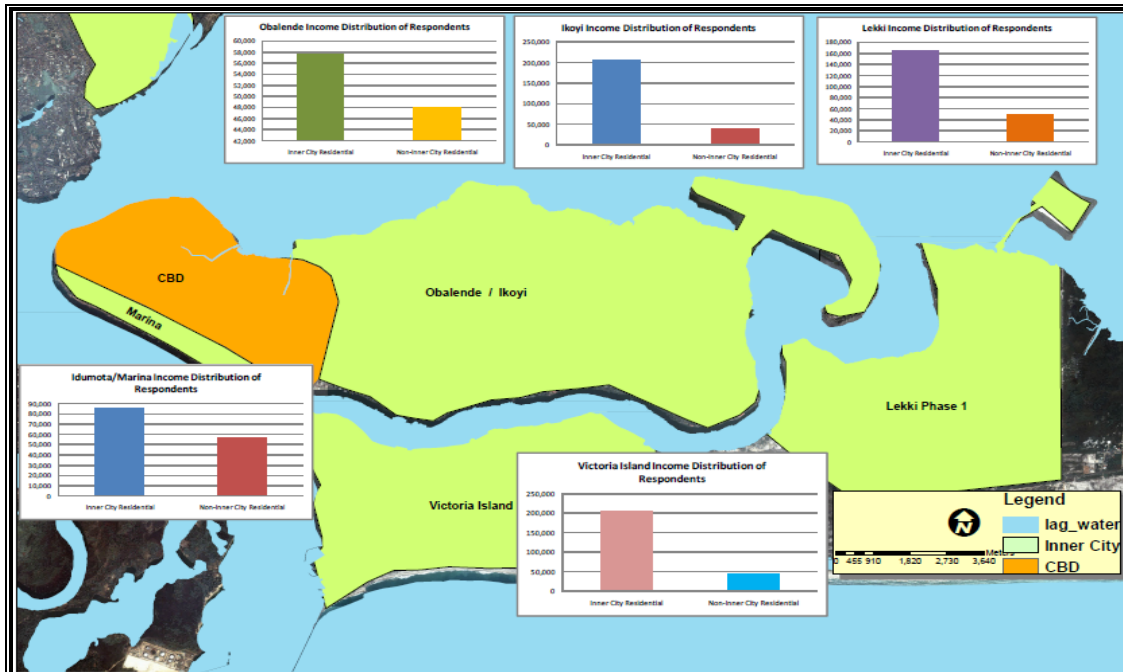 Obalende Income Distribution of Respondents
60,000
58,000
56,000
54,000
52,000
50,000
48,000
46,000
44,000
42,000
Inner City Residential Non-Inner City Residential
Ikoyi Income Distribution of Respondents
250,000
200,000
150,000
100,000
50,000
0
Inner City Residential Non-Inner City Residential
Lekki Income Distribution of Respondents
180,000
160,000
140,000
120,000
100,000
80,000
60,000
40,000
20,000
0
Inner City Residential Non-Inner City Residential
CBD
Marina
Obalende / Ikoyi
Lekki Phase 1
Victoria Island
Idumota/Marina Income Distribution of
Respondents
90,000
80,000
70,000
60,000
50,000
40,000
30,000
20,000
10,000
0
Inner City Residential Non-Inner City Residential
Victoria Island Income Distribution of
Respondents
250,000
200,000
150,000
100,000
50,000
0
Inner City Residential Non-Inner City Residential
Legend
lag_water
Inner City
CBD
N
Meters
0 455 910 1,820 2,730 3,640